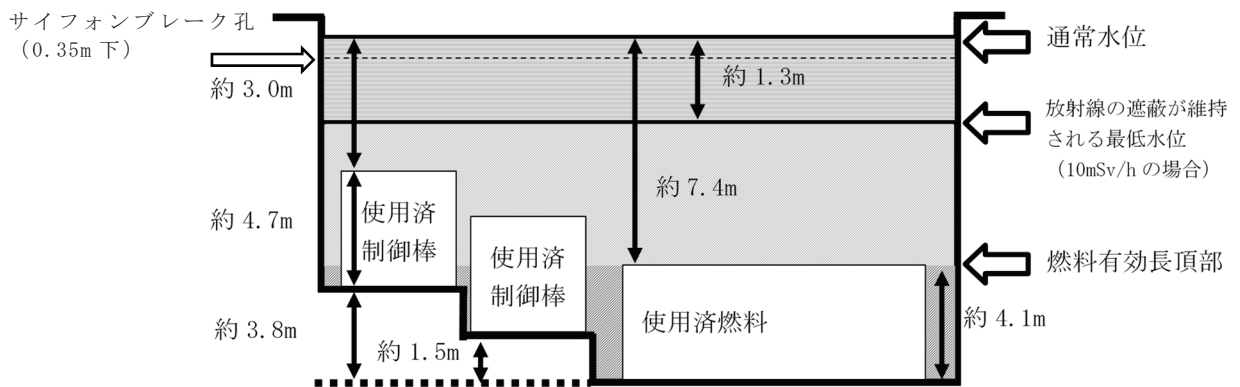 サイフォンブレーク孔
(0.35m 下)
通常水位
約 1.3m
約 3.0m
放射線の遮蔽が維持
される最低水位
(10mSv/h の場合)
約 7.4m
約 4.7m
使用済
制御棒
使用済
制御棒
燃料有効長頂部
使用済燃料
約 4.1m
約 3.8m
約 1.5m